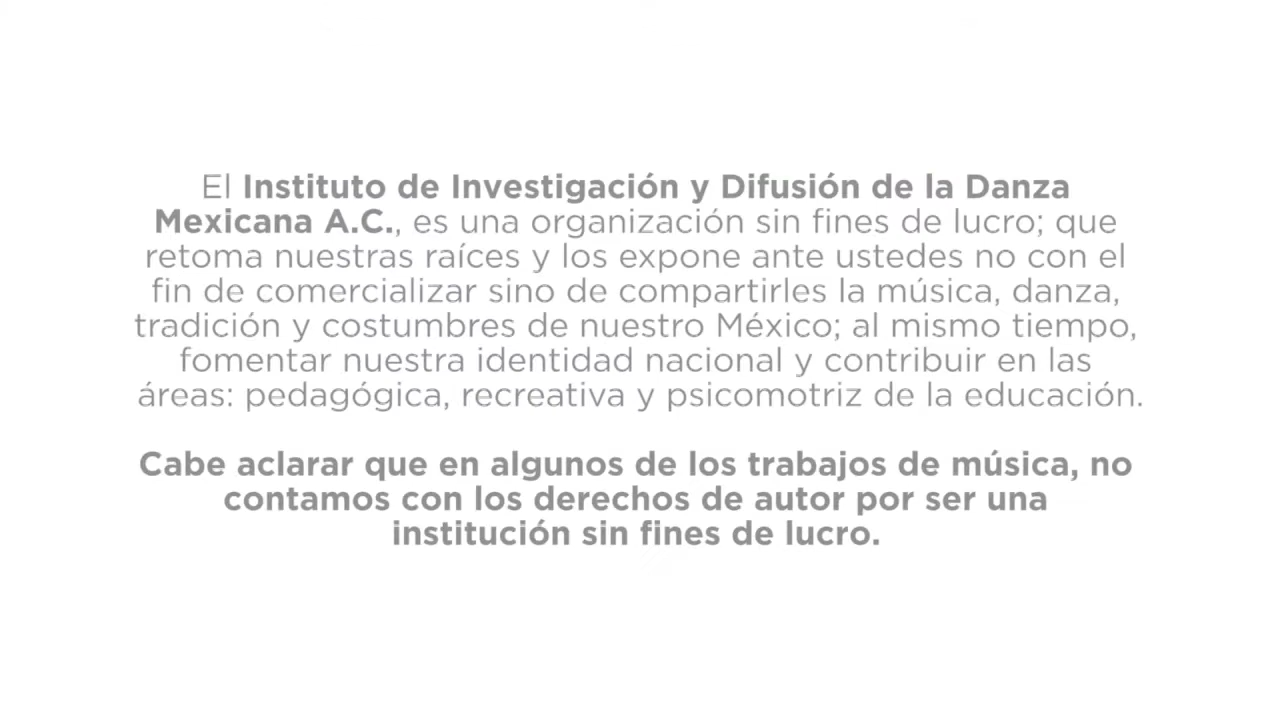 El Instituto de Investigación y Difusión de la Danza
Mexicana A.C., es una organización sin fines de lucro; que
retoma nuestras raíces y los expone ante ustedes no con el
fin de comercializar sino de compartirles la música, danza,
tradición y costumbres de nuestro México; al mismo tiempo,
fomentar nuestra identidad nacional y contribuir en las
áreas: pedagógica, recreativa y psicomotriz de la educación.
Cabe aclarar que en algunos de los trabajos de música, no
contamos con los derechos de autor por ser una
institución sin fines de lucro.